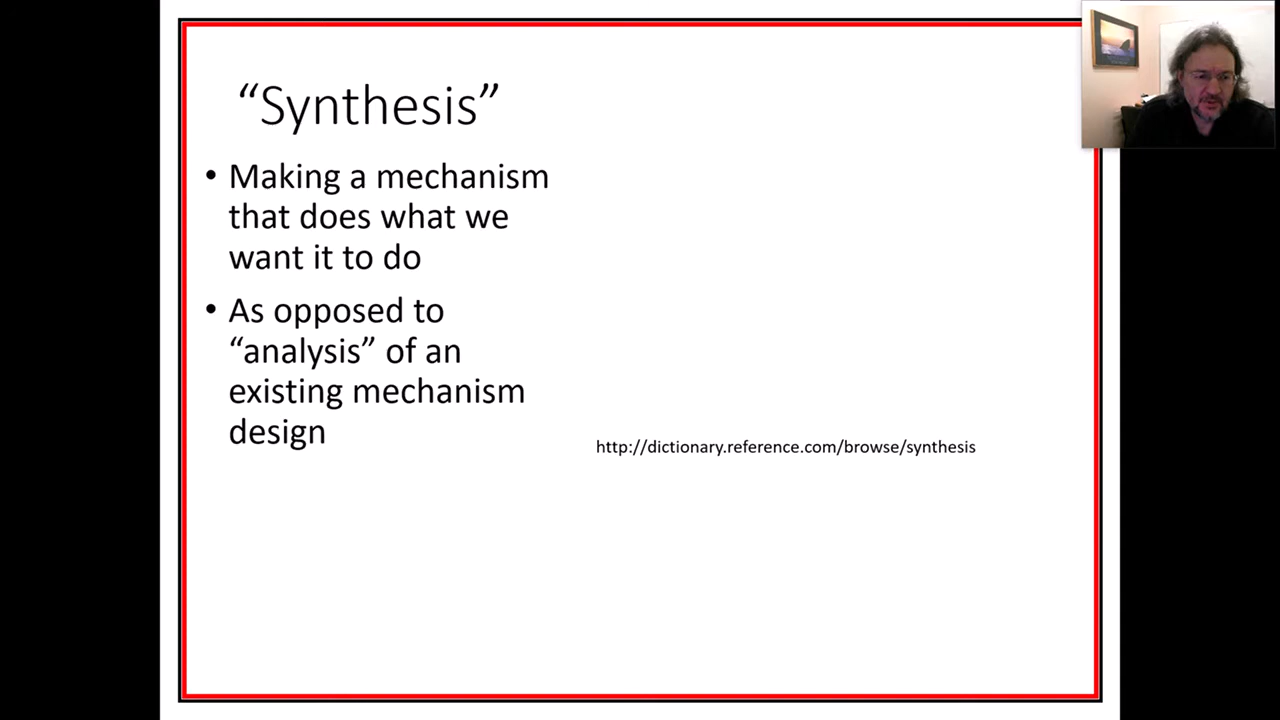 “Synthesis”
• Making a mechanism
that does what we
want it to do
• As opposed to
“analysis” of an
existing mechanism
design
http://dictionary.reference.com/browse/synthesis